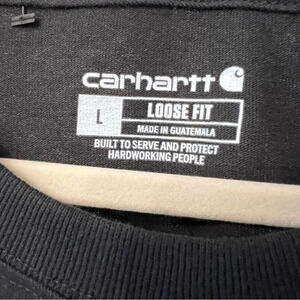 carhartt
L LOOSE FIT
MADE IN GUATEMALA
BUILT TO SERVE AND PROTECT
HARDWORKING PEOPLE